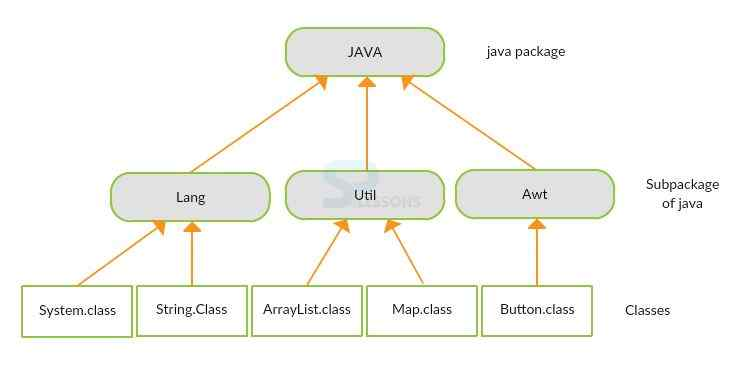 JAVA
java package
Lang
Util
Awt
Subpackage
of java
LESSONS
System.class
String.Class
ArrayList.class
Map.class
Button.class
Classes